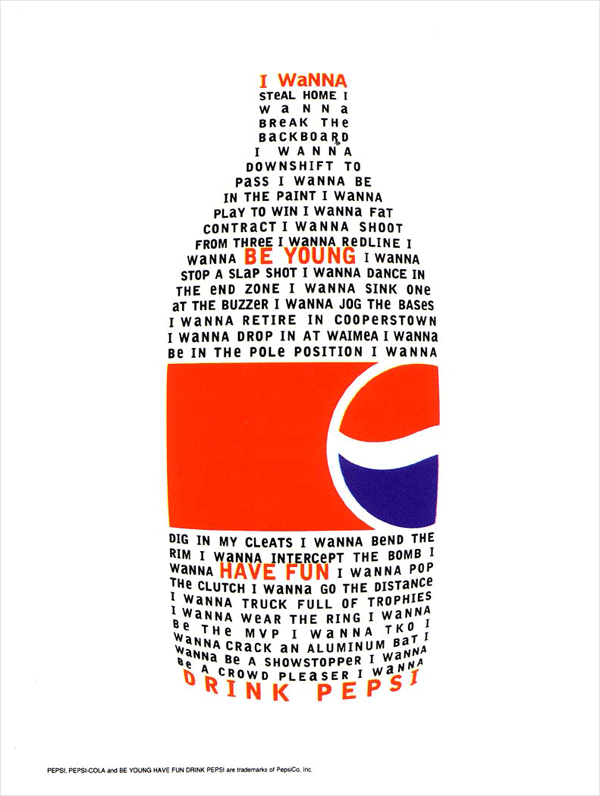 I WaNNA
STeAL HOME I
W a N N a
BREAK THe
BaCKBOaRD
I WANNA
DOWNSHIFT TO
PaSS I WaNNA BE
IN THE PaINT I WANNA
PLAY TO WIN I WaNNa FaT
CONTRaCT I WANNA SHOOT
FROM THReE I WaNNA ReDLINE I
WANNA BE YOUNG I WaNNA
STOP A SLaP SHOT I WaNNA DaNCE IN
THE eND ZONE I WaNNA SINK ONe
aT THE BUZZeR I WaNNA JOG THe BaSeS
I WaNNA RETIRE IN COOPeRSTOWN
I WaNNA DROP IN AT WAIMeA I WaNNA
Be IN THe POLe POSITION I WaNNA
DIG IN MY CLeATS I WaNNA BeND THE
RIM I WaNNA INTERCePT THE BOMB I
WaNNA HAVE FUN I WaNNA POP
THe CLUTCH I WaNNA GO THE DISTaNCe
I WaNNA TRUCK FULL OF TROPHIES
I WaNNA WeAR THE RING I WaNNA
Be THe MVP I WaNNA TKO I
WaNNA CRaCK aN ALUMINUM BaT I
WaNNa BE A SHOWSTOPPeR I WaNNA
Be A CROWD PLeASER I WaNNA
DRINK PEPSI
PEPSI, PEPSI-COLA and BE YOUNG HAVE FUN DRINK PEPSI are trademarks of PepsiCo, Inc.